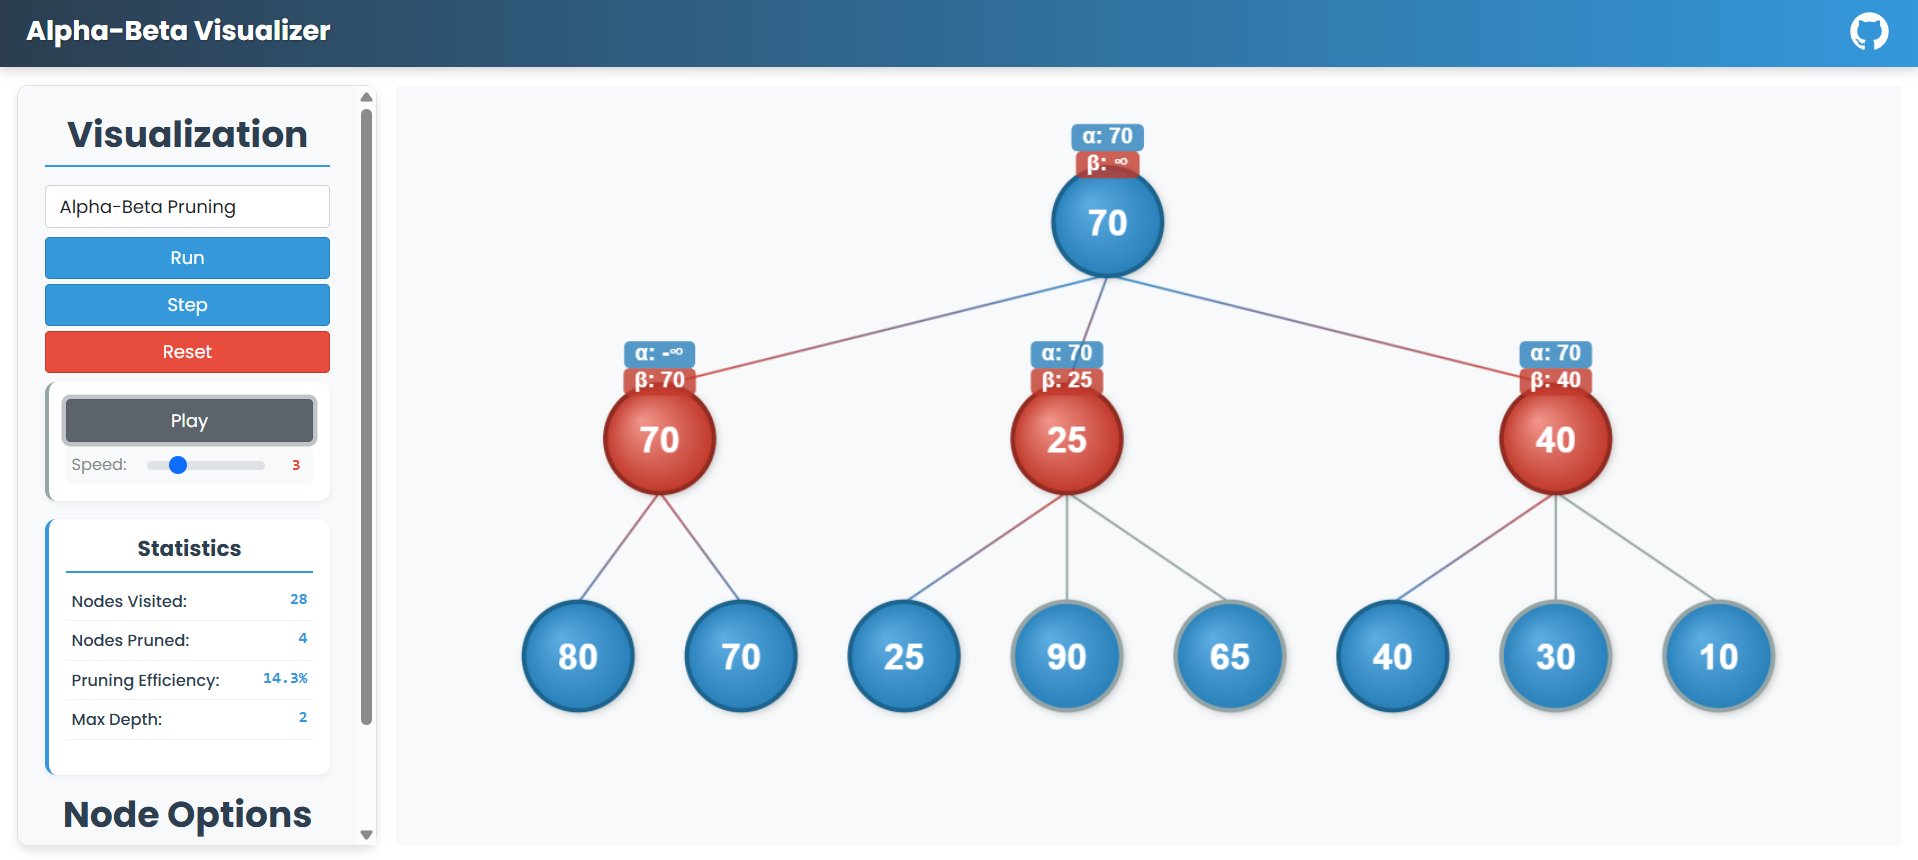 Alpha-Beta Visualizer
Visualization
Alpha-Beta Pruning
Run
Step
Reset
Play
Speed: 3
Statistics
Nodes Visited: 28
Nodes Pruned: 4
Pruning Efficiency: 14.3%
Max Depth: 2
Node Options
α: 70
β: ∞
70
α: -∞ α: 70 α: 70
β: 70 β: 25 β: 40
70 25 40
80 70 25 90 65 40 30 10